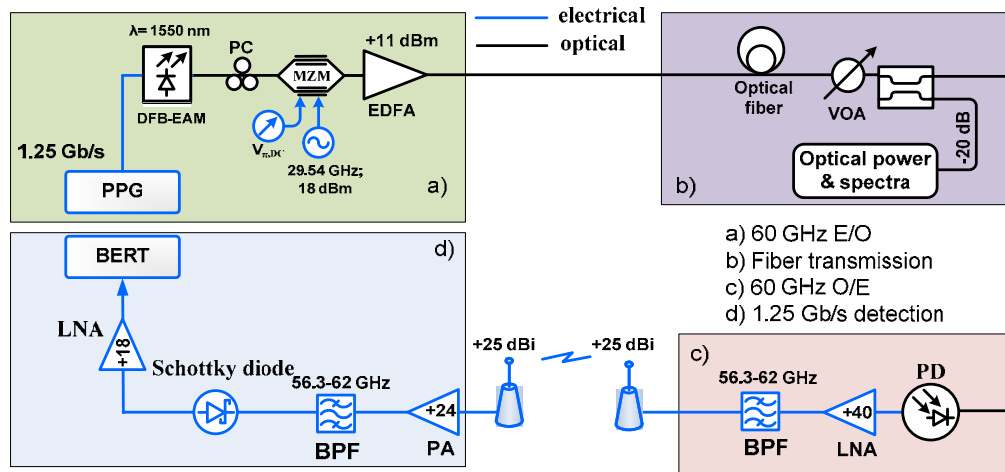 electrical
optical
λ= 1550 nm
PC
MZM
+11 dBm
EDFA
DFB-EAM
Vπ,DC
29.54 GHz;
18 dBm
1.25 Gb/s
PPG
a)
Optical
fiber
VOA
-20 dB
Optical power
& spectra
b)
a) 60 GHz E/O
b) Fiber transmission
c) 60 GHz O/E
d) 1.25 Gb/s detection
d)
BERT
LNA
+18
Schottky diode
56.3-62 GHz
BPF
+24
PA
+25 dBi
+25 dBi
c)
56.3-62 GHz
BPF
+40
LNA
PD